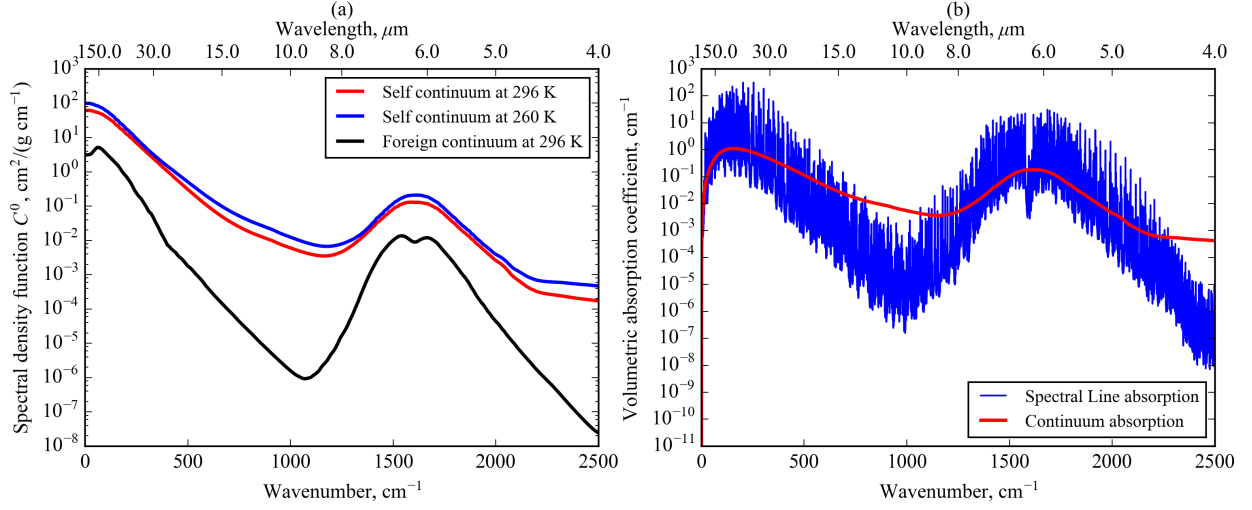 (a)
Wavelength, μm
150.0 30.0 15.0 10.0 8.0 6.0 5.0 4.0
10³
10²
10¹
10⁰
10⁻¹
10⁻²
10⁻³
10⁻⁴
10⁻⁵
10⁻⁶
10⁻⁷
10⁻⁸
Spectral density function C⁰, cm²/(g cm⁻¹)
Self continuum at 296 K
Self continuum at 260 K
Foreign continuum at 296 K
0 500 1000 1500 2000 2500
Wavenumber, cm⁻¹
(b)
Wavelength, μm
150.0 30.0 15.0 10.0 8.0 6.0 5.0 4.0
10³
10²
10¹
10⁰
10⁻¹
10⁻²
10⁻³
10⁻⁴
10⁻⁵
10⁻⁶
10⁻⁷
10⁻⁸
10⁻⁹
10⁻¹⁰
10⁻¹¹
Volumetric absorption coefficient, cm⁻¹
Spectral Line absorption
Continuum absorption
0 500 1000 1500 2000 2500
Wavenumber, cm⁻¹